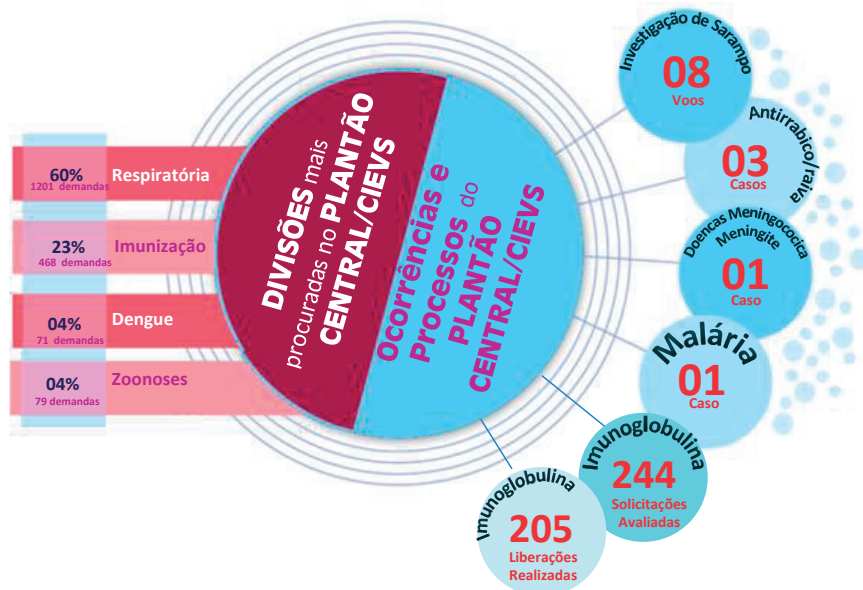 60%
1201 demandas
Respiratória
23%
468 demandas
Imunização
04%
71 demandas
Dengue
04%
79 demandas
Zoonoses
DIVISÕES mais
procuradas no PLANTÃO
CENTRAL/CIEVS
Ocorrências e
Processos do
PLANTÃO
CENTRAL/CIEVS
Investigação de Sarampo
08
Voos
Antirrabico/raiva
03
Casos
Doencas Meningococica
Meningite
01
Caso
Malária
01
Caso
Imunoglobulina
244
Solicitações
Avaliadas
Imunoglobulina
205
Liberações
Realizadas